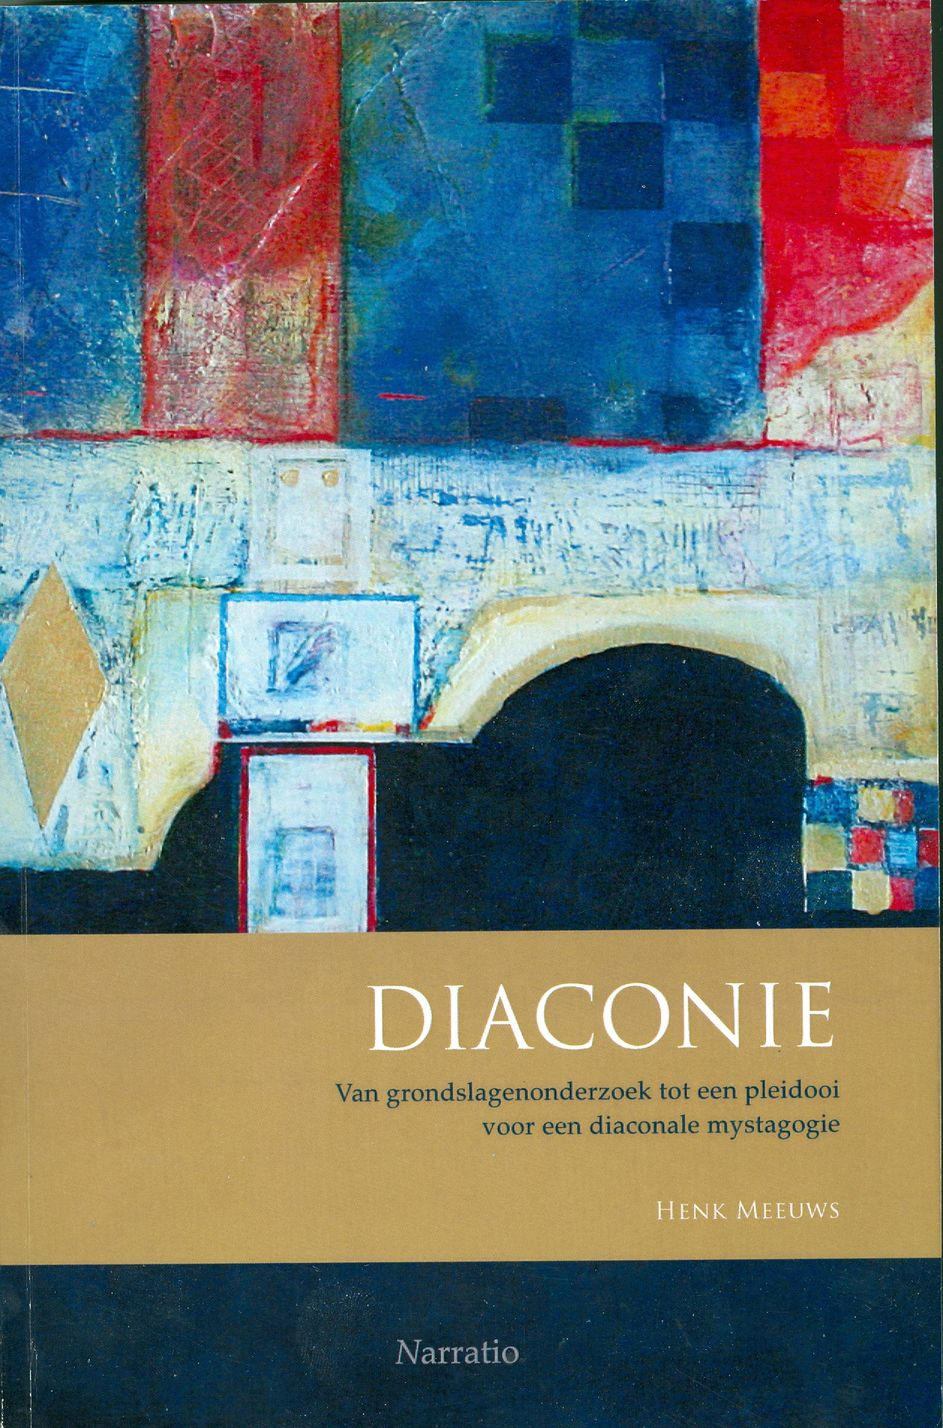 DIACONIE
Van grondslagenonderzoek tot een pleidooi
voor een diaconale mystagogie
HENK MEEUWS
Narratio